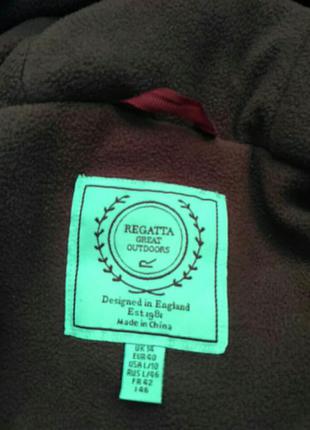 REGATTA
GREAT
OUTDOORS
R
Designed in England
Est.1981
Made in China
UK 14
EUR 40
USA L/10
RUS L/46
FR 42
I 46